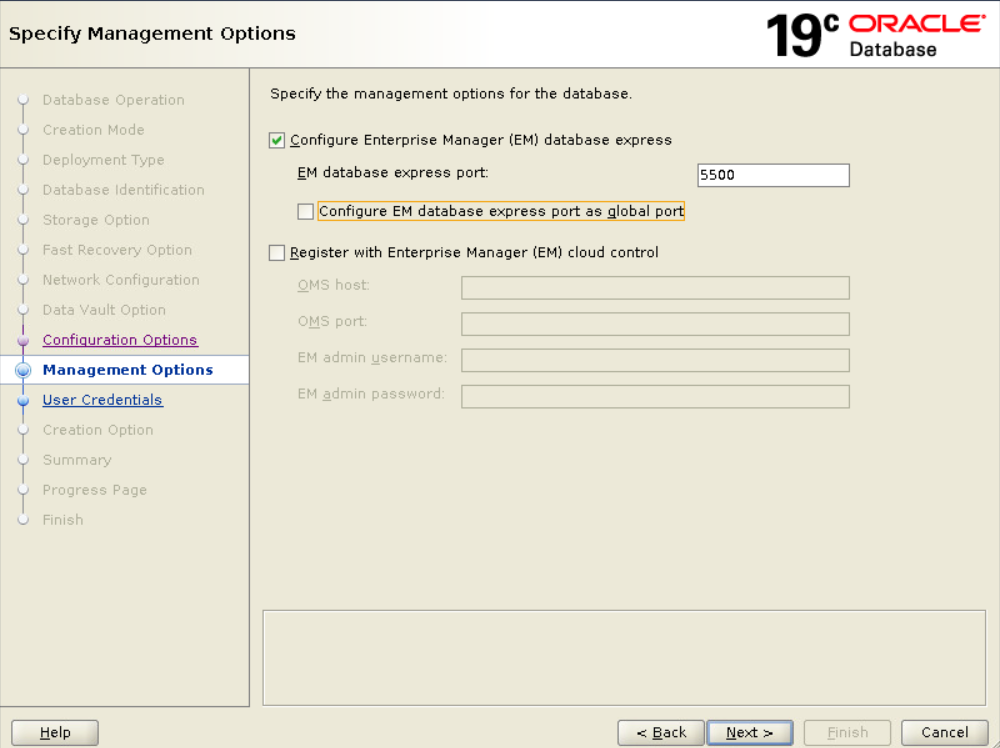 Specify Management Options
19c ORACLE®
Database
Database Operation
Creation Mode
Deployment Type
Database Identification
Storage Option
Fast Recovery Option
Network Configuration
Data Vault Option
Configuration Options
Management Options
User Credentials
Creation Option
Summary
Progress Page
Finish
Specify the management options for the database.
Configure Enterprise Manager (EM) database express
EM database express port: 5500
Configure EM database express port as global port
Register with Enterprise Manager (EM) cloud control
OMS host:
OMS port:
EM admin username:
EM admin password:
Help < Back Next > Finish Cancel